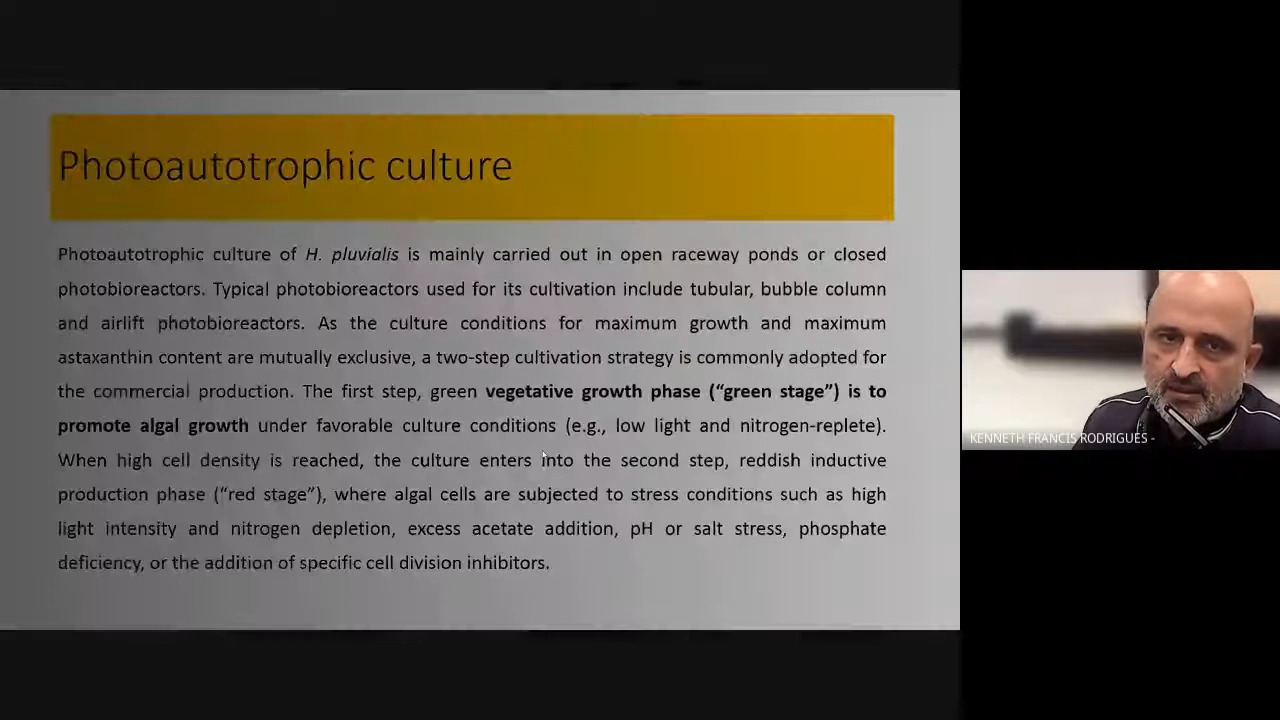 Photoautotrophic culture
Photoautotrophic culture of H. pluvialis is mainly carried out in open raceway ponds or closed
photobioreactors. Typical photobioreactors used for its cultivation include tubular, bubble column
and airlift photobioreactors. As the culture conditions for maximum growth and maximum
astaxanthin content are mutually exclusive, a two-step cultivation strategy is commonly adopted for
the commercial production. The first step, green vegetative growth phase (“green stage”) is to
promote algal growth under favorable culture conditions (e.g., low light and nitrogen-replete).
When high cell density is reached, the culture enters into the second step, reddish inductive
production phase (“red stage”), where algal cells are subjected to stress conditions such as high
light intensity and nitrogen depletion, excess acetate addition, pH or salt stress, phosphate
deficiency, or the addition of specific cell division inhibitors.
KENNETH FRANCIS RODRIGUES -